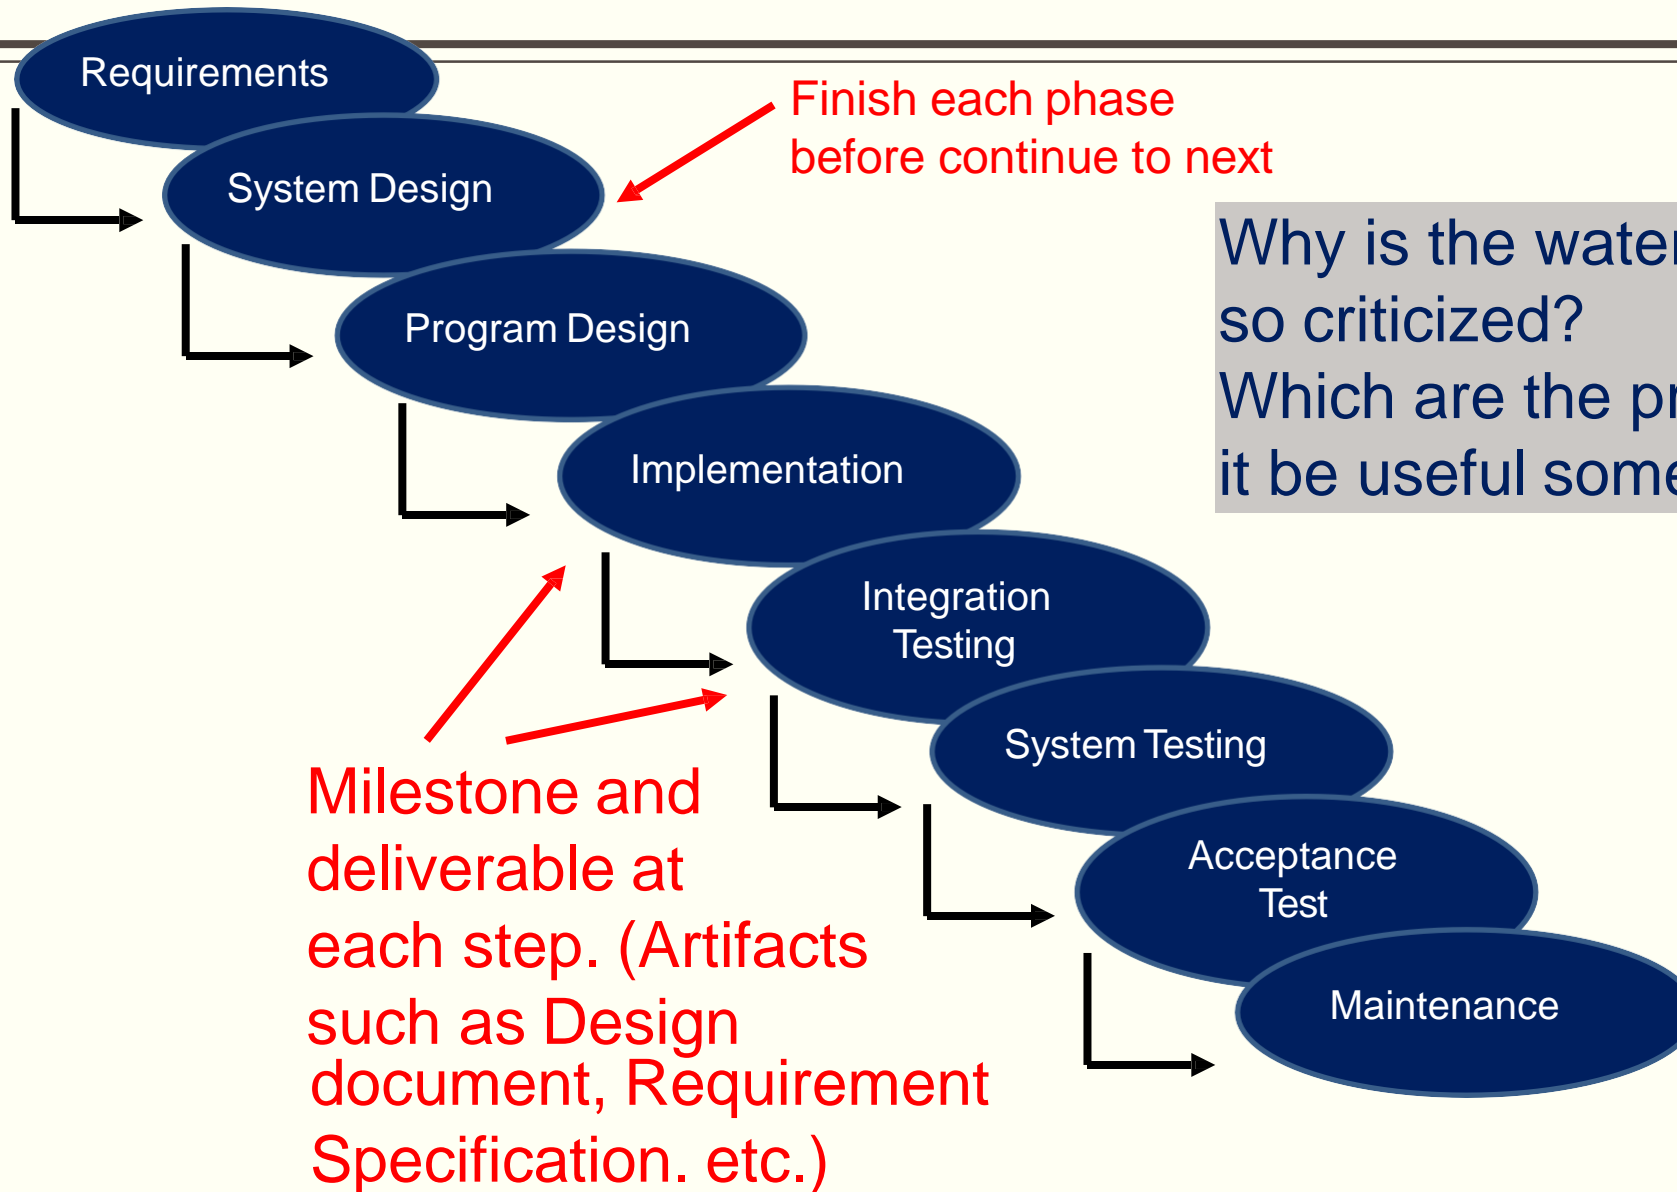 Requirements
Finish each phase
before continue to next
System Design
Why is the water
so criticized?
Which are the pr
it be useful some
Program Design
Implementation
Integration
Testing
System Testing
Milestone and
deliverable at
each step. (Artifacts
such as Design
document, Requirement
Specification. etc.)
Acceptance
Test
Maintenance